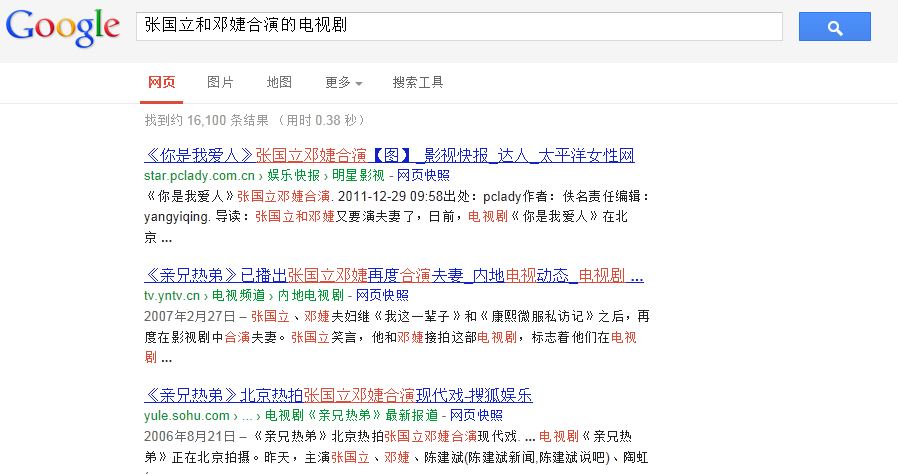 Google
张国立和邓婕合演的电视剧
网页 图片 地图 更多 搜索工具
找到约 16,100 条结果 （用时 0.38 秒）
《你是我爱人》张国立邓婕合演【图】_影视快报_达人_太平洋女性网
star.pclady.com.cn › 娱乐快报 › 明星影视 - 网页快照
《你是我爱人》张国立邓婕合演. 2011-12-29 09:58出处：pclady作者：佚名责任编辑：
yangyiqing. 导读：张国立和邓婕又要演夫妻了，日前，电视剧《你是我爱人》在北
京 ...
《亲兄热弟》已播出张国立邓婕再度合演夫妻_内地电视动态_电视剧 ...
tv.yntv.cn › 电视频道 › 内地电视剧 - 网页快照
2007年2月27日 – 张国立、邓婕夫妇继《我这一辈子》和《康熙微服私访记》之后，再
度在影视剧中合演夫妻。张国立笑言，他和邓婕接拍这部电视剧，标志着他们在电视
剧 ...
《亲兄热弟》北京热拍张国立邓婕合演现代戏-搜狐娱乐
yule.sohu.com › ... › 电视剧《亲兄热弟》最新报道 - 网页快照
2006年8月21日 – 《亲兄热弟》北京热拍张国立邓婕合演现代戏. ... 电视剧《亲兄热
弟》正在北京拍摄。昨天，主演张国立、邓婕、陈建斌(陈建斌新闻,陈建斌说吧)、陶虹